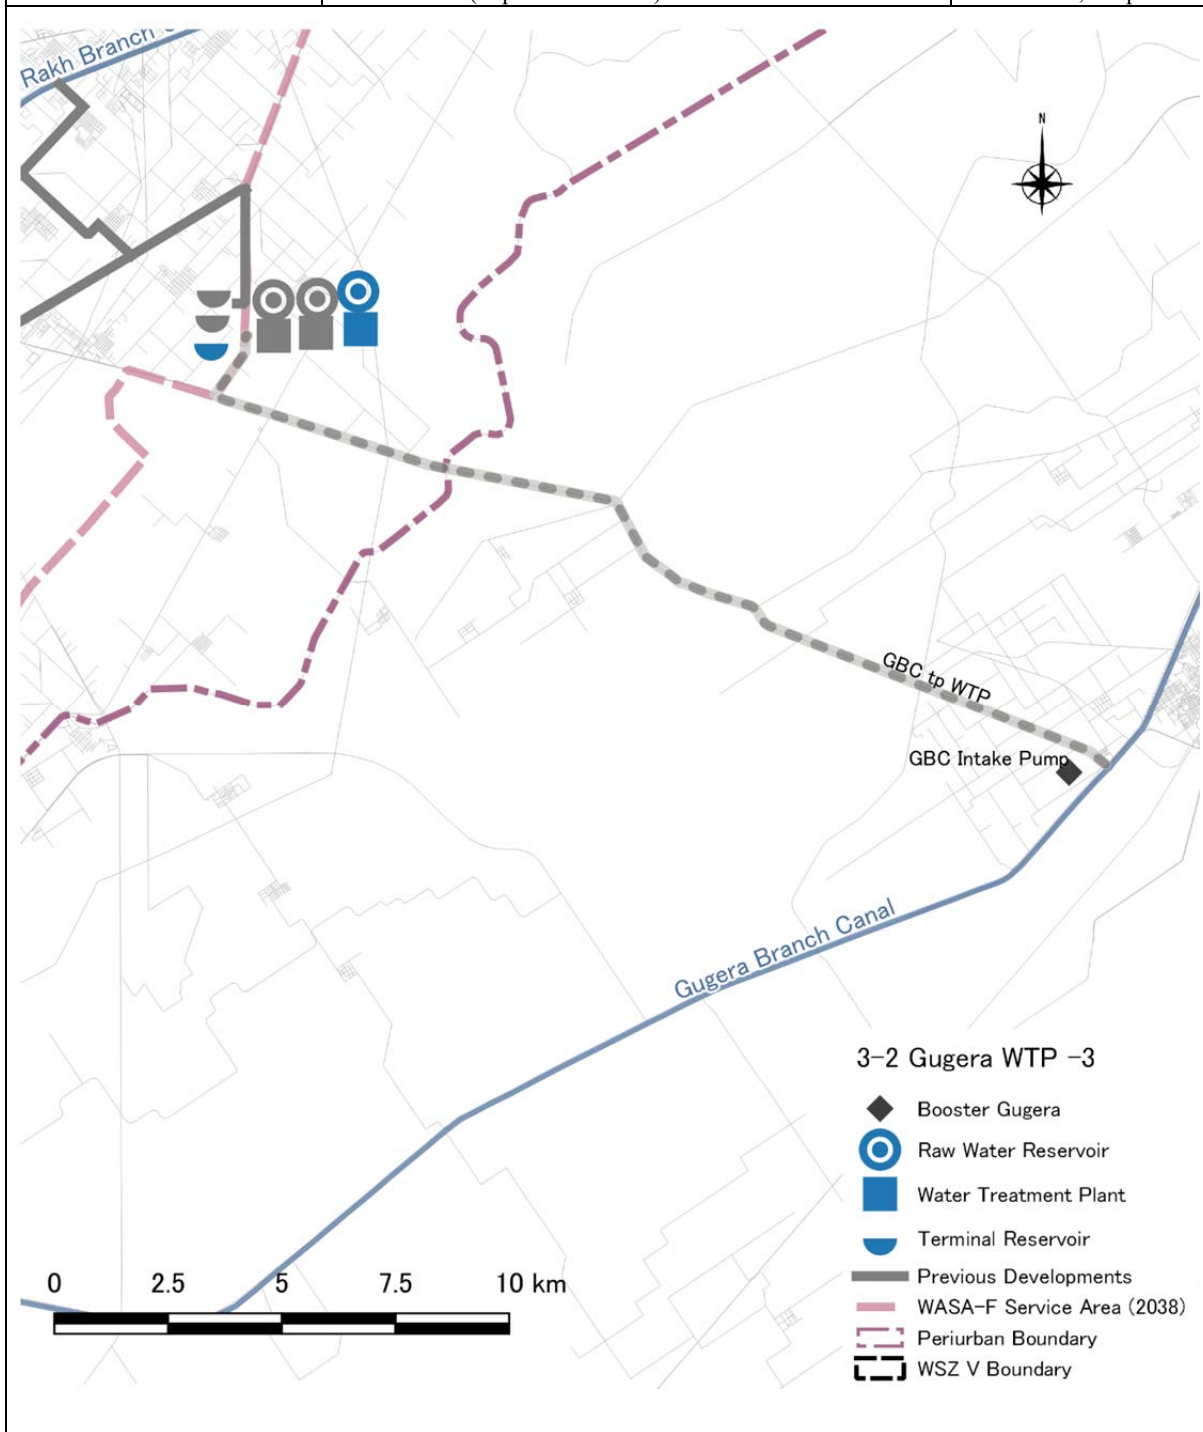 Rakh Branch
N
GBC tp WTP
GBC Intake Pump
Gugera Branch Canal
3-2 Gugera WTP -3
Booster Gugera
Raw Water Reservoir
Water Treatment Plant
Terminal Reservoir
Previous Developments
WASA-F Service Area (2038)
Periurban Boundary
WSZ V Boundary
0 2.5 5 7.5 10 km